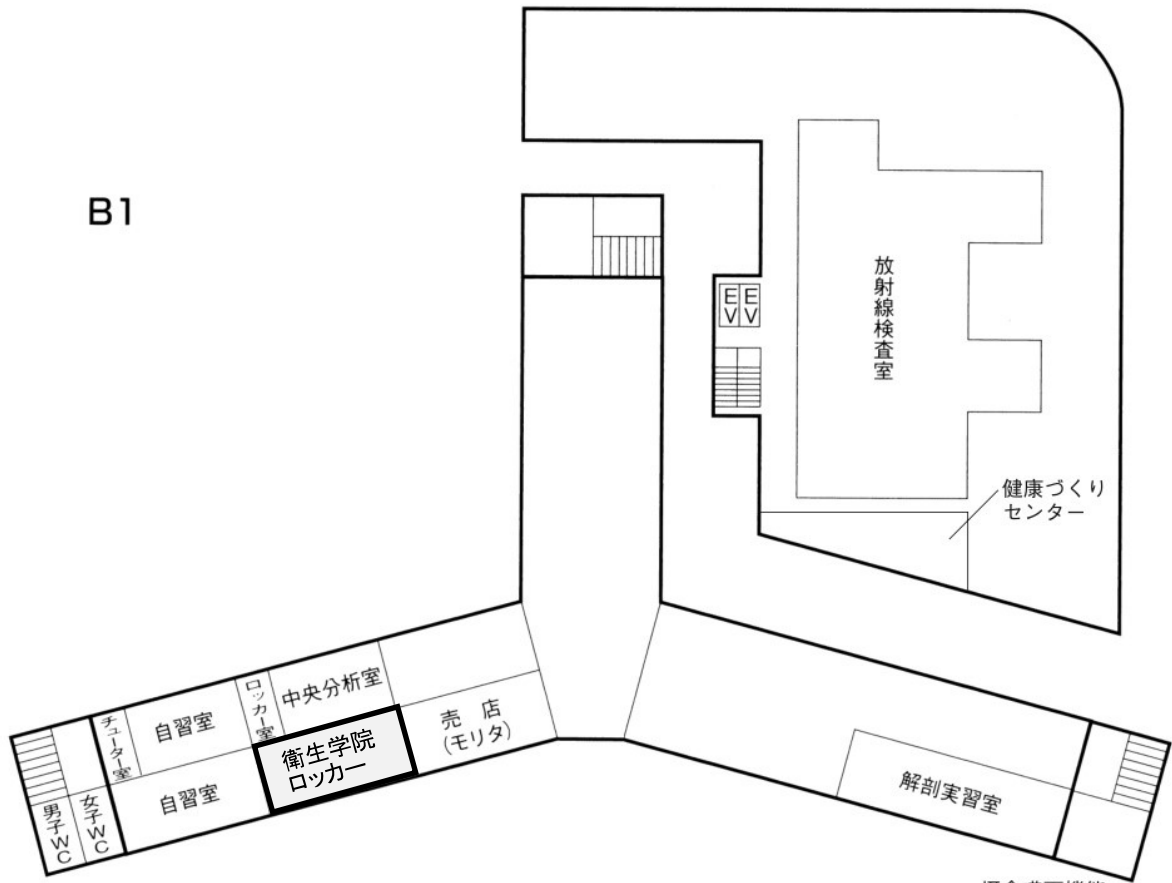 B1
EV
EV
放射線検査室
健康づくり
センター
中央分析室
ロッカー室
自習室
チューター室
売店
(モリタ)
衛生学院
ロッカー
自習室
女子WC
男子WC
解剖実習室